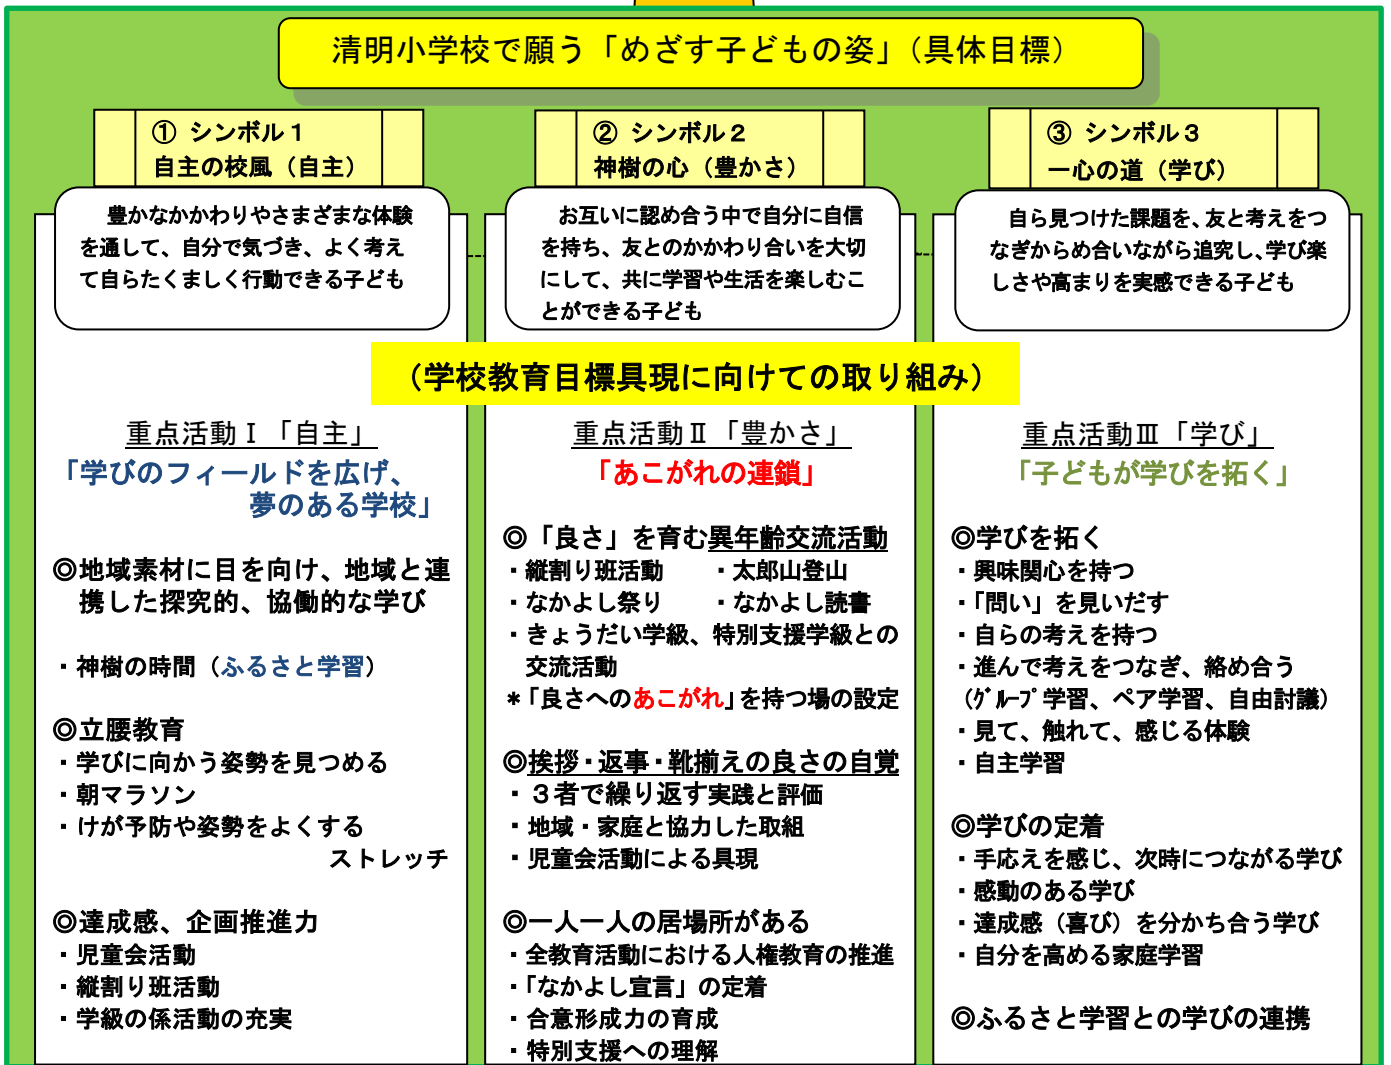 清明小学校で願う「めざす子どもの姿」（具体目標）
① シンボル１
自主の校風（自主）
豊かなかかわりやさまざまな体験
を通して、自分で気づき、よく考え
て自らたくましく行動できる子ども
② シンボル２
神樹の心（豊かさ）
お互いに認め合う中で自分に自信
を持ち、友とのかかわり合いを大切
にして、共に学習や生活を楽しむこ
とができる子ども
③ シンボル３
一心の道（学び）
自ら見つけた課題を、友と考えをつ
なぎからめ合いながら追究し、学び楽
しさや高まりを実感できる子ども
（学校教育目標具現に向けての取り組み）
重点活動Ⅰ「自主」
「学びのフィールドを広げ、
夢のある学校」
◎地域素材に目を向け、地域と連
携した探究的、協働的な学び
・神樹の時間（ふるさと学習）
◎立腰教育
・学びに向かう姿勢を見つめる
・朝マラソン
・けが予防や姿勢をよくする
ストレッチ
◎達成感、企画推進力
・児童会活動
・縦割り班活動
・学級の係活動の充実
重点活動Ⅱ「豊かさ」
「あこがれの連鎖」
◎「良さ」を育む異年齢交流活動
・縦割り班活動　・太郎山登山
・なかよし祭り　・なかよし読書
・きょうだい学級、特別支援学級との
交流活動
＊「良さへのあこがれ」を持つ場の設定
◎挨拶・返事・靴揃えの良さの自覚
・３者で繰り返す実践と評価
・地域・家庭と協力した取組
・児童会活動による具現
◎一人一人の居場所がある
・全教育活動における人権教育の推進
・「なかよし宣言」の定着
・合意形成力の育成
・特別支援への理解
重点活動Ⅲ「学び」
「子どもが学びを拓く」
◎学びを拓く
・興味関心を持つ
・「問い」を見いだす
・自らの考えを持つ
・進んで考えをつなぎ、絡め合う
（ｸﾞﾙｰﾌﾟ学習、ペア学習、自由討議）
・見て、触れて、感じる体験
・自主学習
◎学びの定着
・手応えを感じ、次時につながる学び
・感動のある学び
・達成感（喜び）を分かち合う学び
・自分を高める家庭学習
◎ふるさと学習との学びの連携